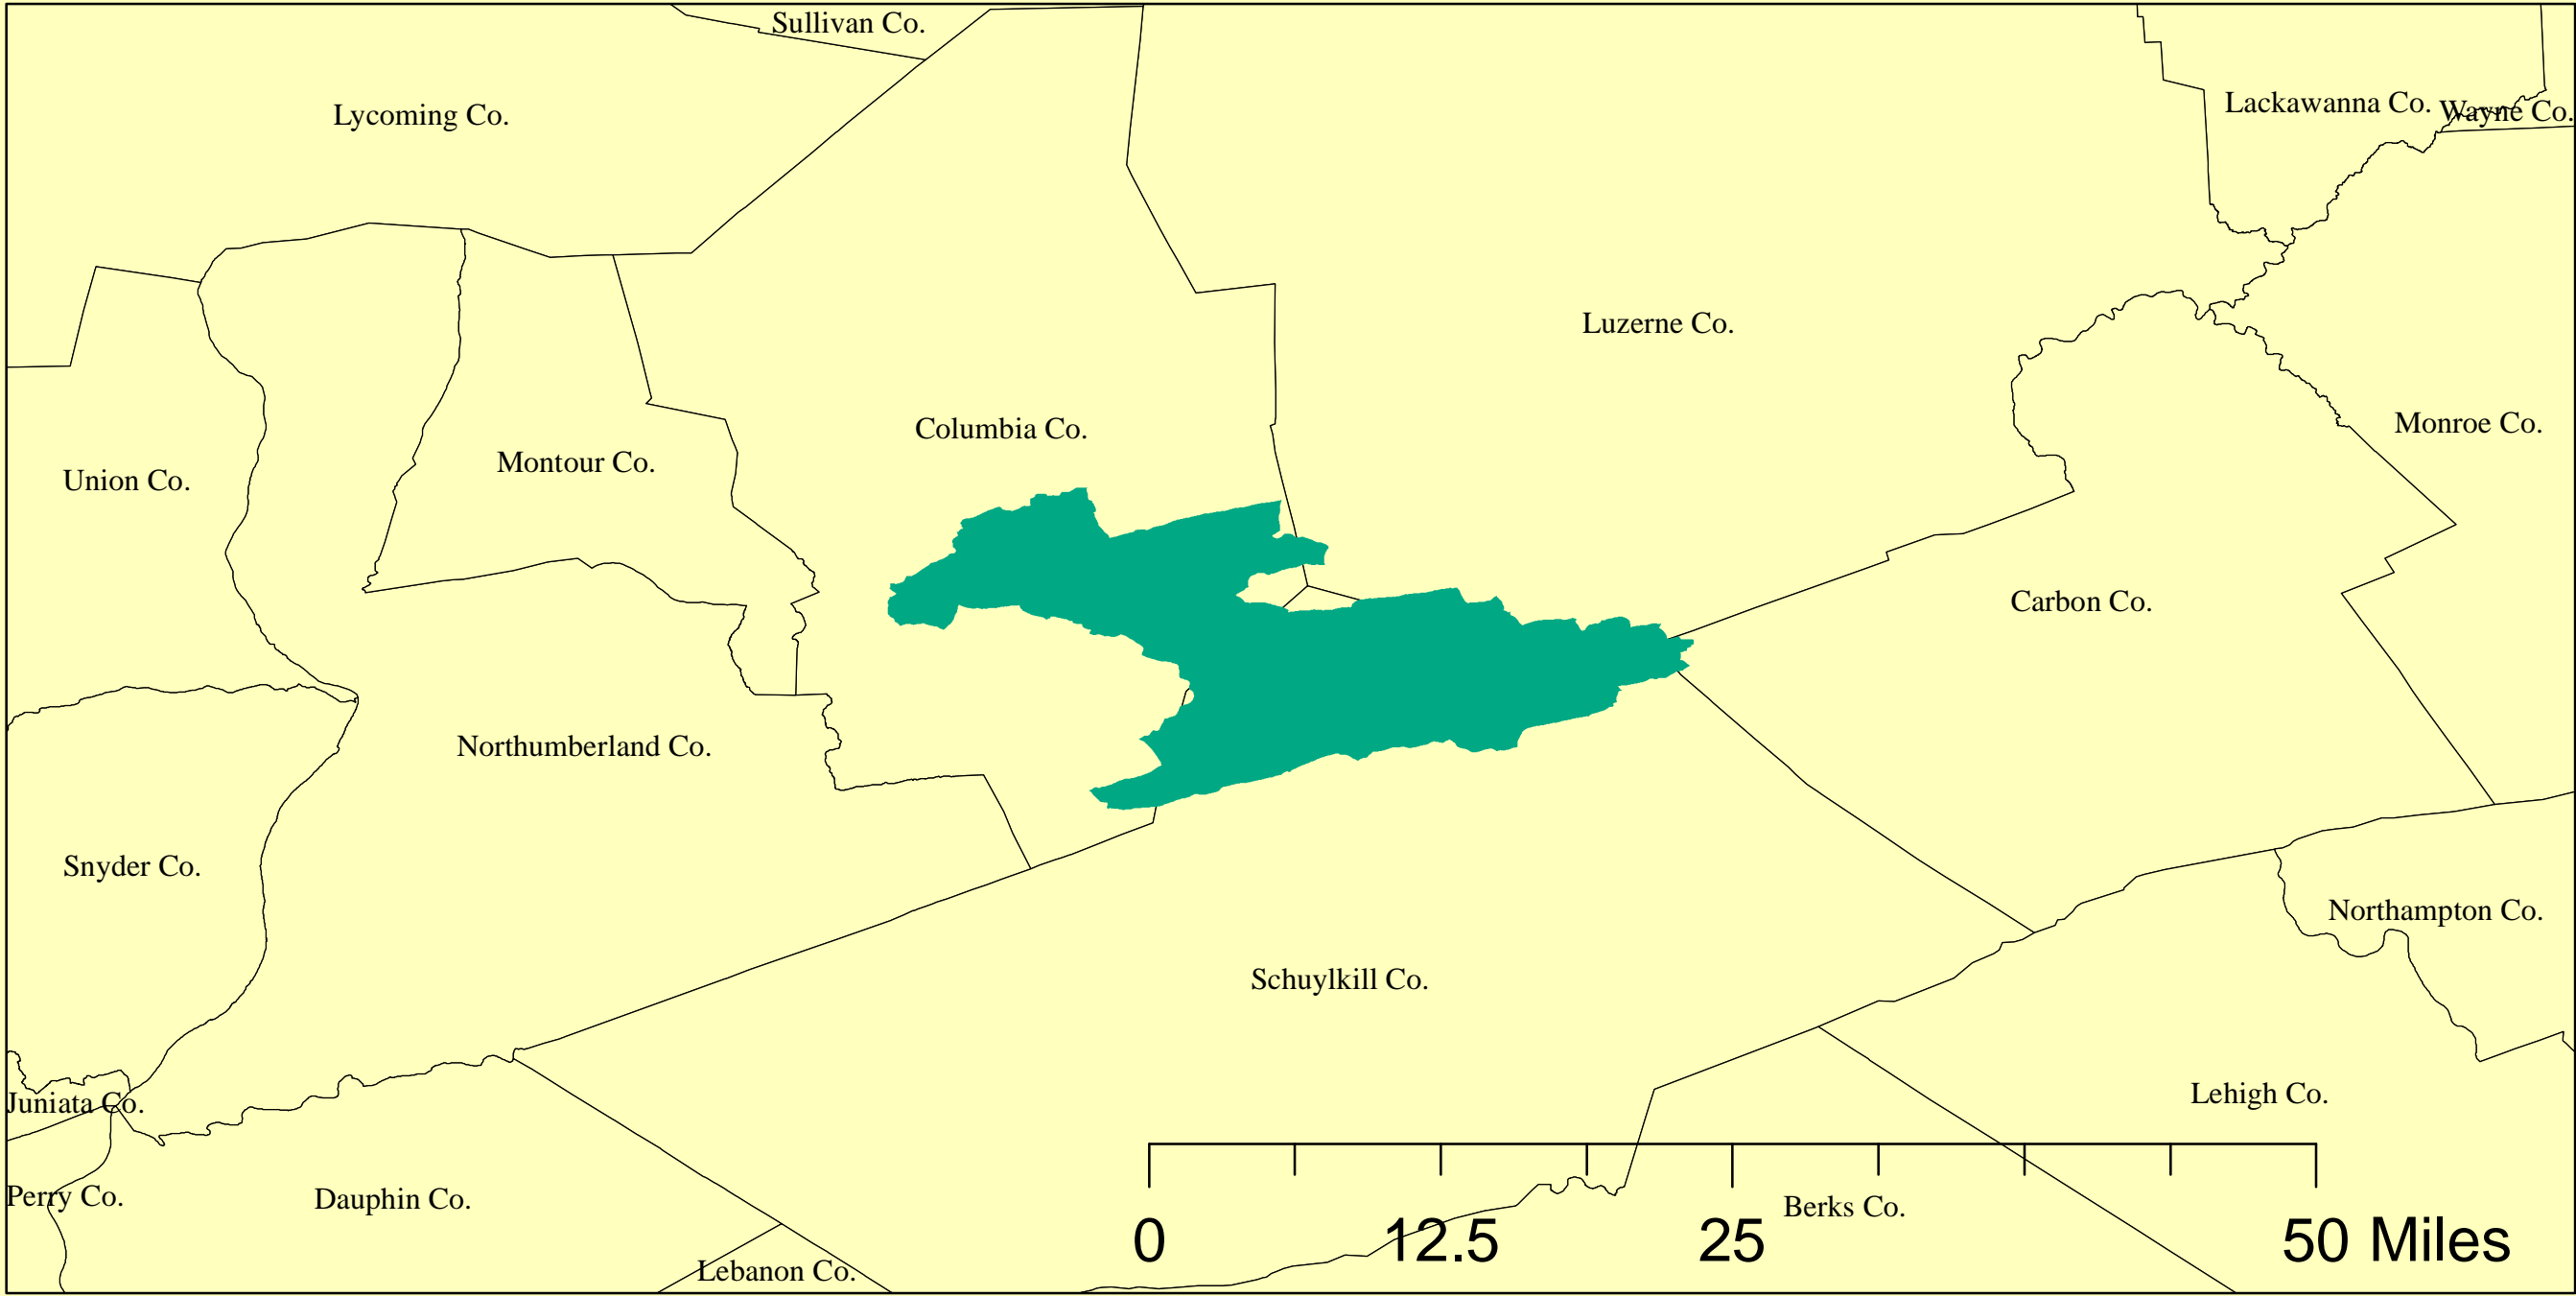 Sullivan Co.
Lycoming Co.
Lackawanna Co.
Wayne Co.
Luzerne Co.
Columbia Co.
Monroe Co.
Montour Co.
Union Co.
Carbon Co.
Northumberland Co.
Snyder Co.
Northampton Co.
Schuylkill Co.
Juniata Co.
Lehigh Co.
Perry Co.
Dauphin Co.
Berks Co.
0 12.5 25 50 Miles
Lebanon Co.